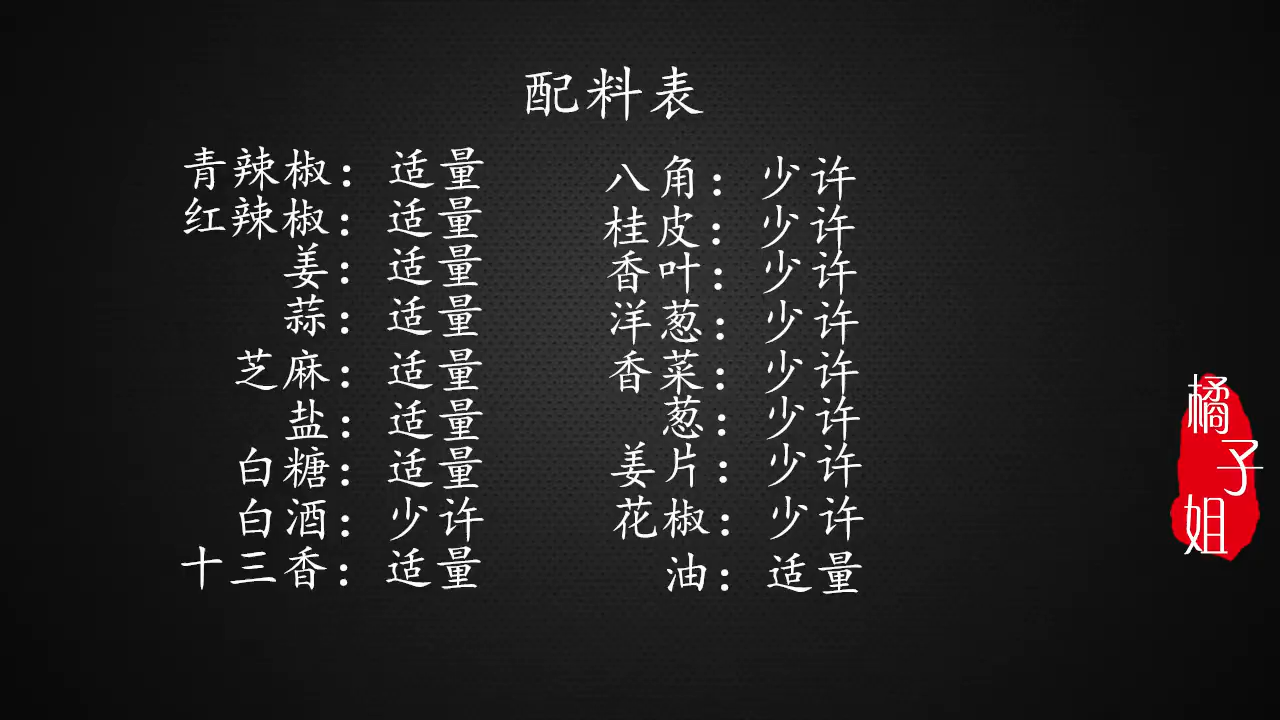 配料表
青辣椒：适量
红辣椒：适量
姜：适量
蒜：适量
芝麻：适量
盐：适量
白糖：适量
白酒：少许
十三香：适量
八角：少许
桂皮：少许
香叶：少许
洋葱：少许
香菜：少许
葱：少许
姜片：少许
花椒：少许
油：适量
橘子姐